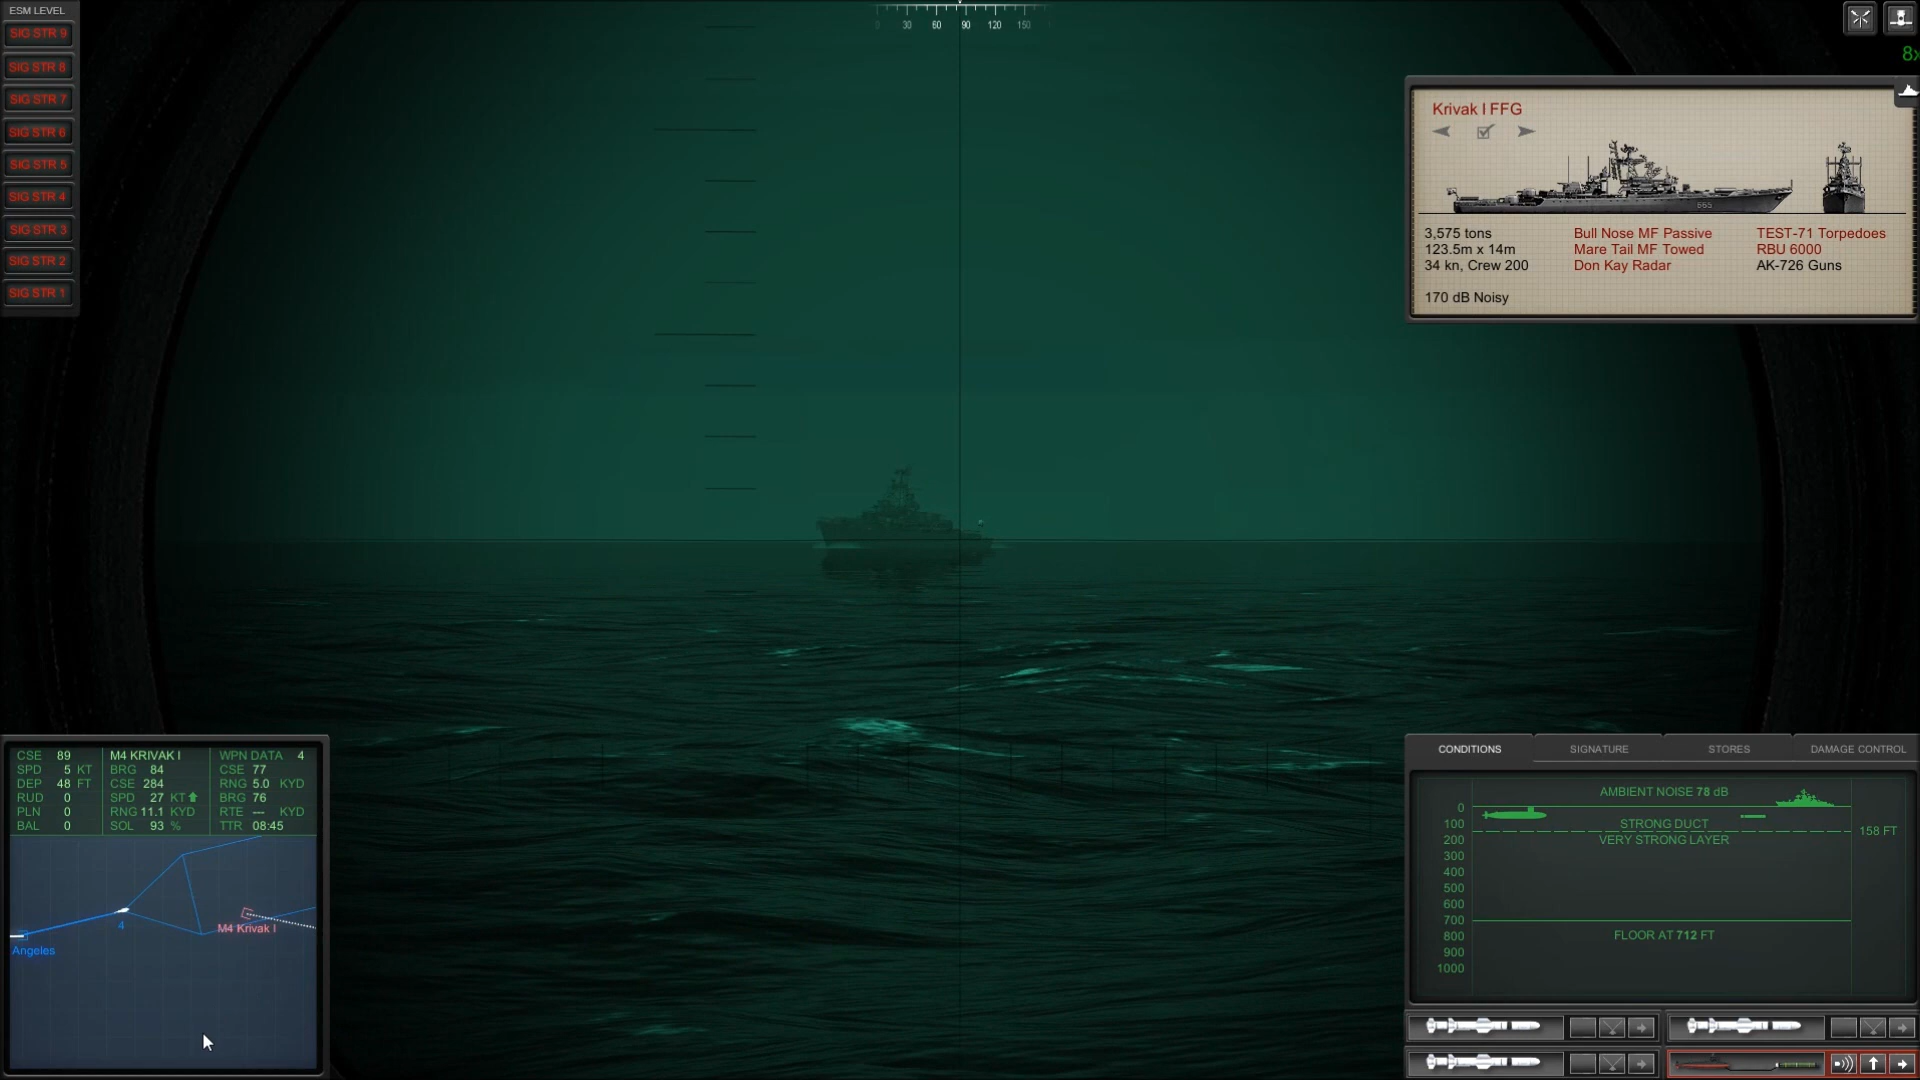 ESM LEVEL
SIG STR 9
SIG STR 8
SIG STR 7
SIG STR 6
SIG STR 5
SIG STR 4
SIG STR 3
SIG STR 2
SIG STR 1
0 30 60 90 120 150
8x
Krivak I FFG
665
3,575 tons
123.5m x 14m
34 kn, Crew 200
170 dB Noisy
Bull Nose MF Passive
Mare Tail MF Towed
Don Kay Radar
TEST-71 Torpedoes
RBU 6000
AK-726 Guns
CSE 89
SPD 5 KT
DEP 48 FT
RUD 0
PLN 0
BAL 0
M4 KRIVAK I
BRG 84
CSE 284
SPD 27 KT
RNG 11.1 KYD
SOL 93 %
WPN DATA 4
CSE 77
RNG 5.0 KYD
BRG 76
RTE --- KYD
TTR 08:45
4
M4 Krivak I
Angeles
CONDITIONS SIGNATURE STORES DAMAGE CONTROL
AMBIENT NOISE 78 dB
0
100
200
300
400
500
600
700
800
900
1000
STRONG DUCT
158 FT
VERY STRONG LAYER
FLOOR AT 712 FT